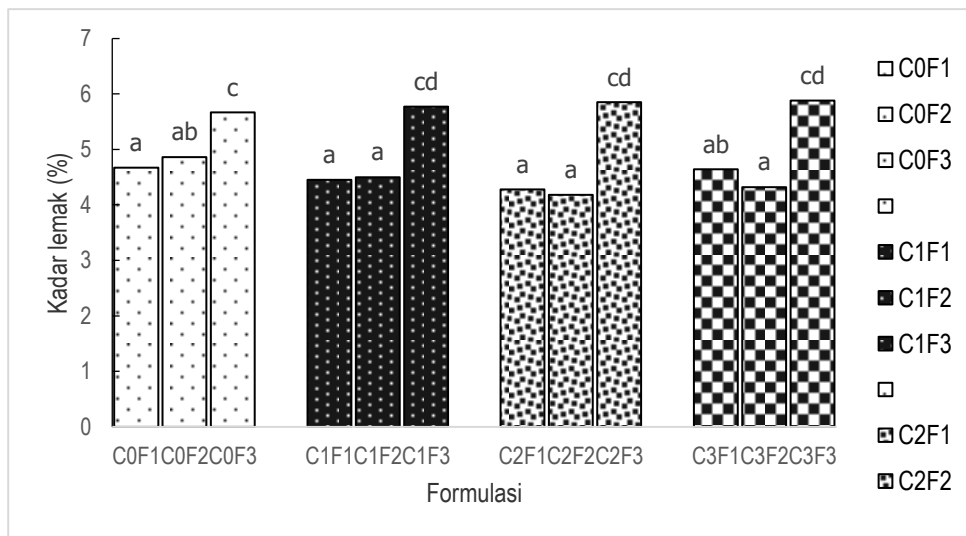 Kadar lemak (%)
7
6
5
4
3
2
1
0
a
ab
c
a
a
cd
a
a
cd
ab
a
cd
C0F1C0F2C0F3
C1F1C1F2C1F3
C2F1C2F2C2F3
C3F1C3F2C3F3
Formulasi
C0F1
C0F2
C0F3
C1F1
C1F2
C1F3
C2F1
C2F2